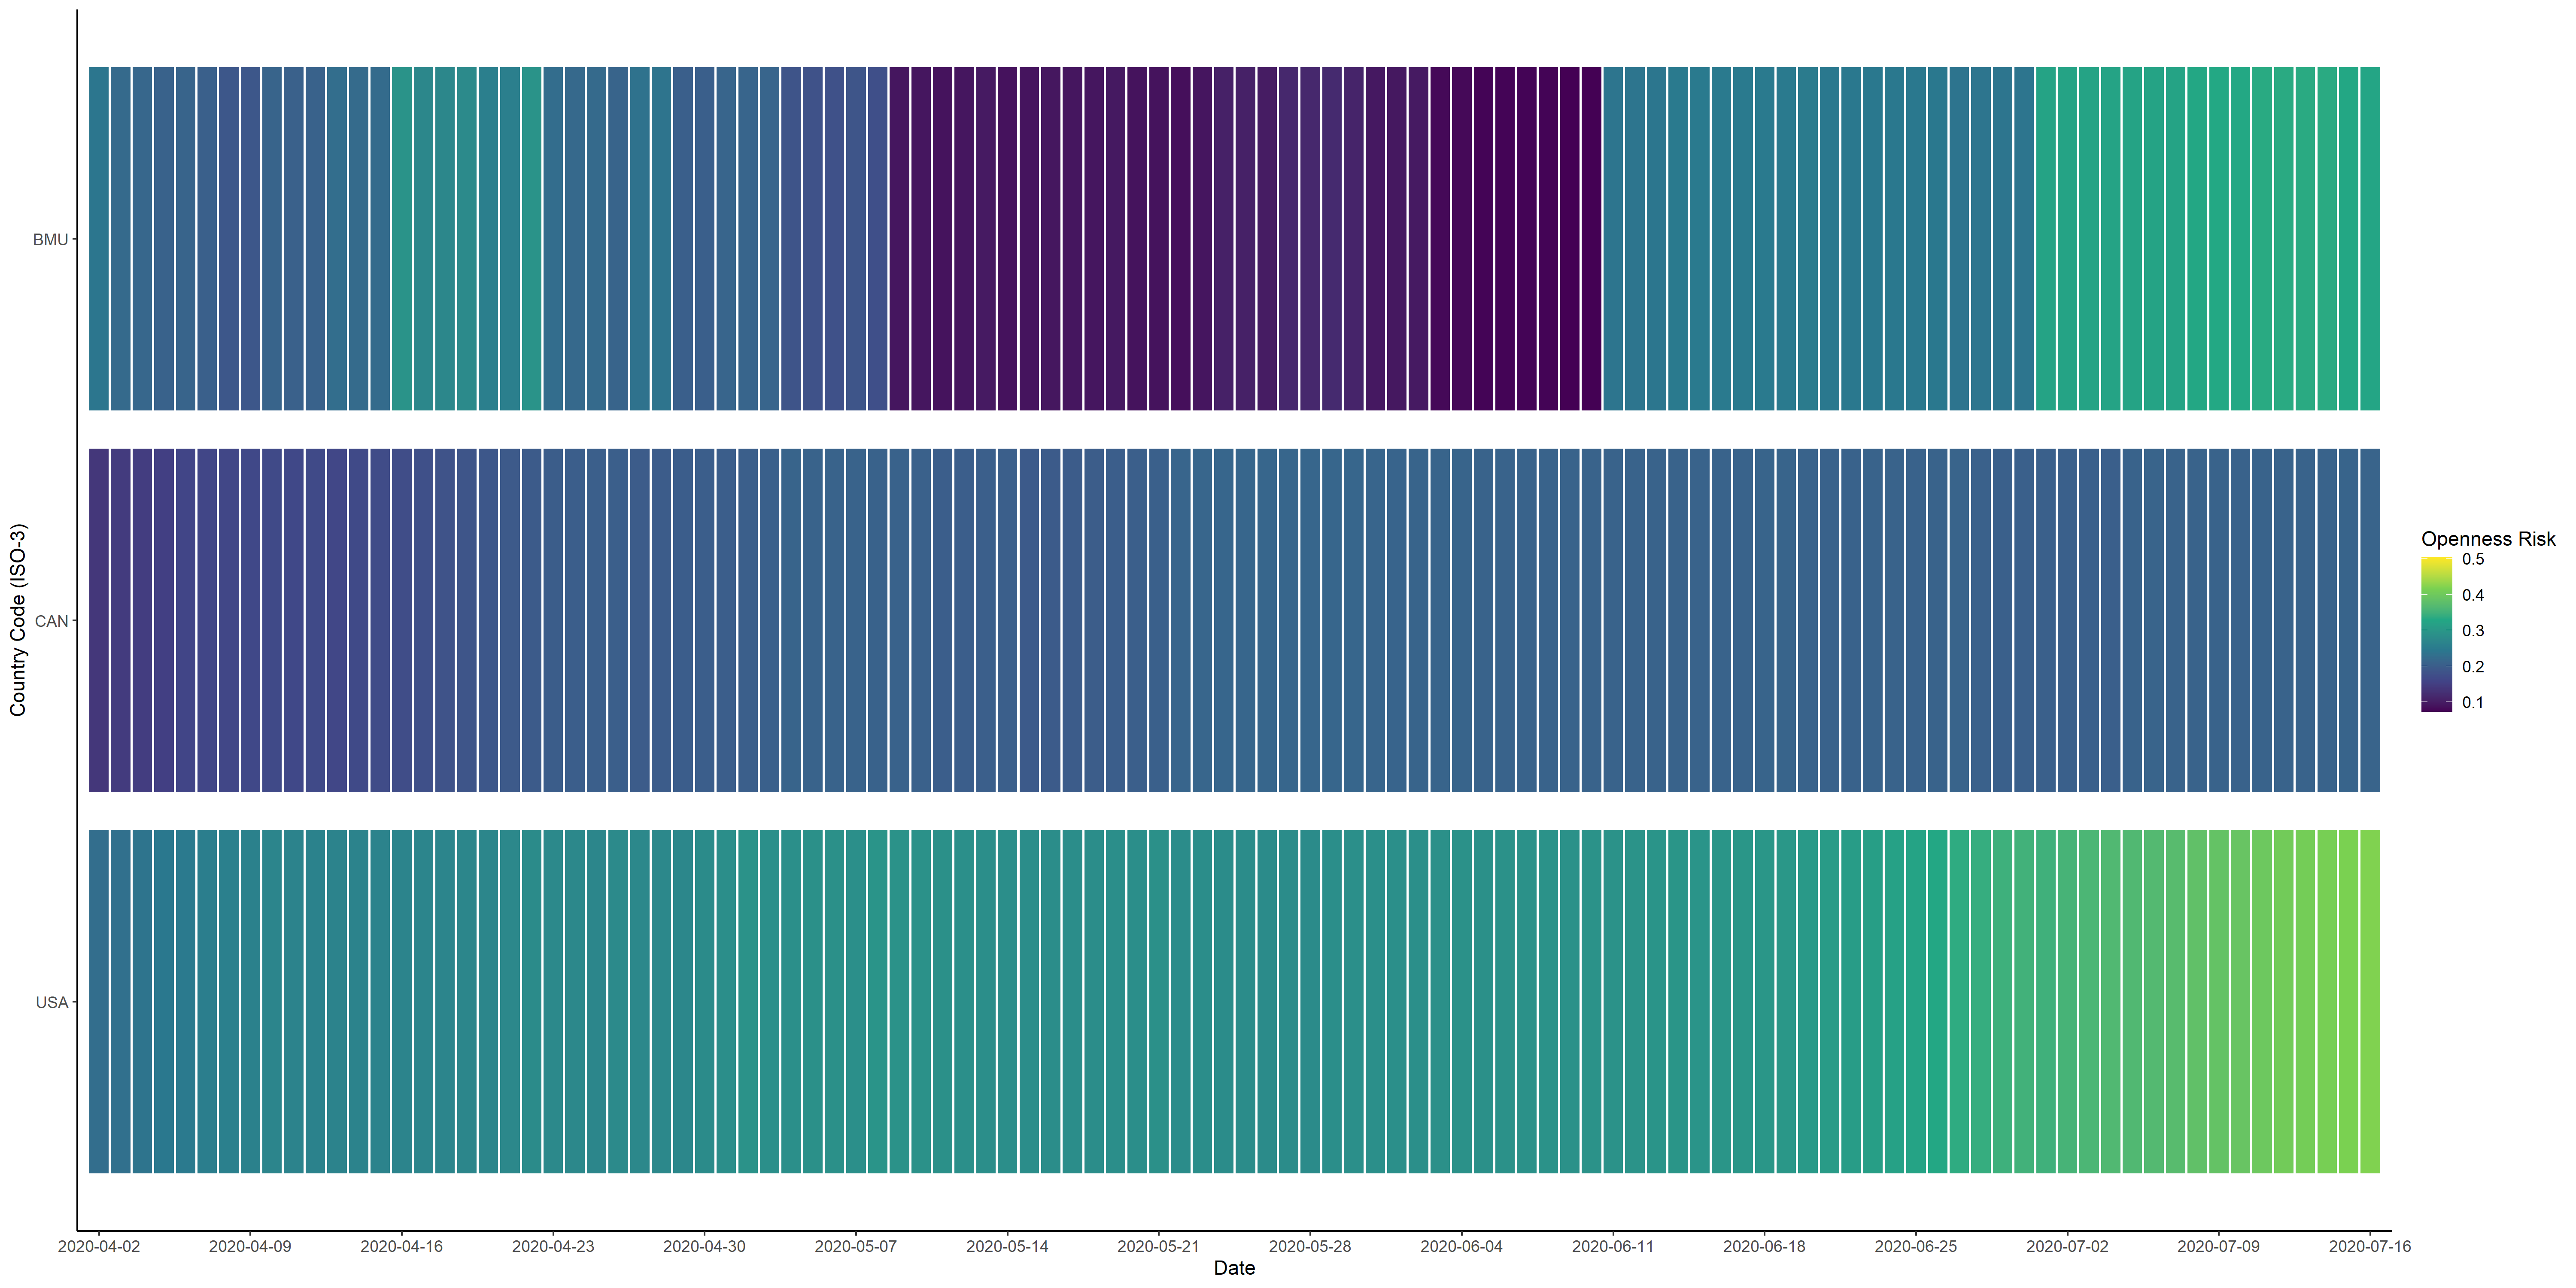 BMU
CAN
USA
Country Code (ISO-3)
2020-04-02 2020-04-09 2020-04-16 2020-04-23 2020-04-30 2020-05-07 2020-05-14 2020-05-21 2020-05-28 2020-06-04 2020-06-11 2020-06-18 2020-06-25 2020-07-02 2020-07-09 2020-07-16
Date
Openness Risk
0.5
0.4
0.3
0.2
0.1